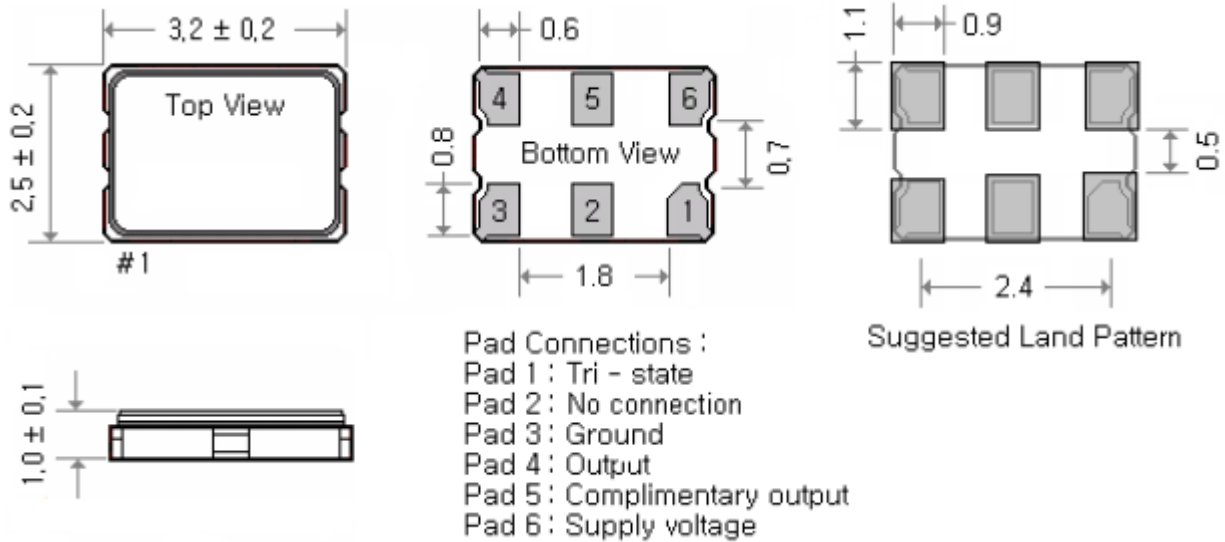 3,2 ± 0,2
2,5 ± 0,2
Top View
#1
0.6
4
5
6
0.8
Bottom View
0,7
3
2
1
1.8
1.1
0.9
0.5
2.4
Suggested Land Pattern
1,0 ± 0,1
Pad Connections :
Pad 1 : Tri - state
Pad 2 : No connection
Pad 3 : Ground
Pad 4 : Output
Pad 5 : Complimentary output
Pad 6 : Supply voltage